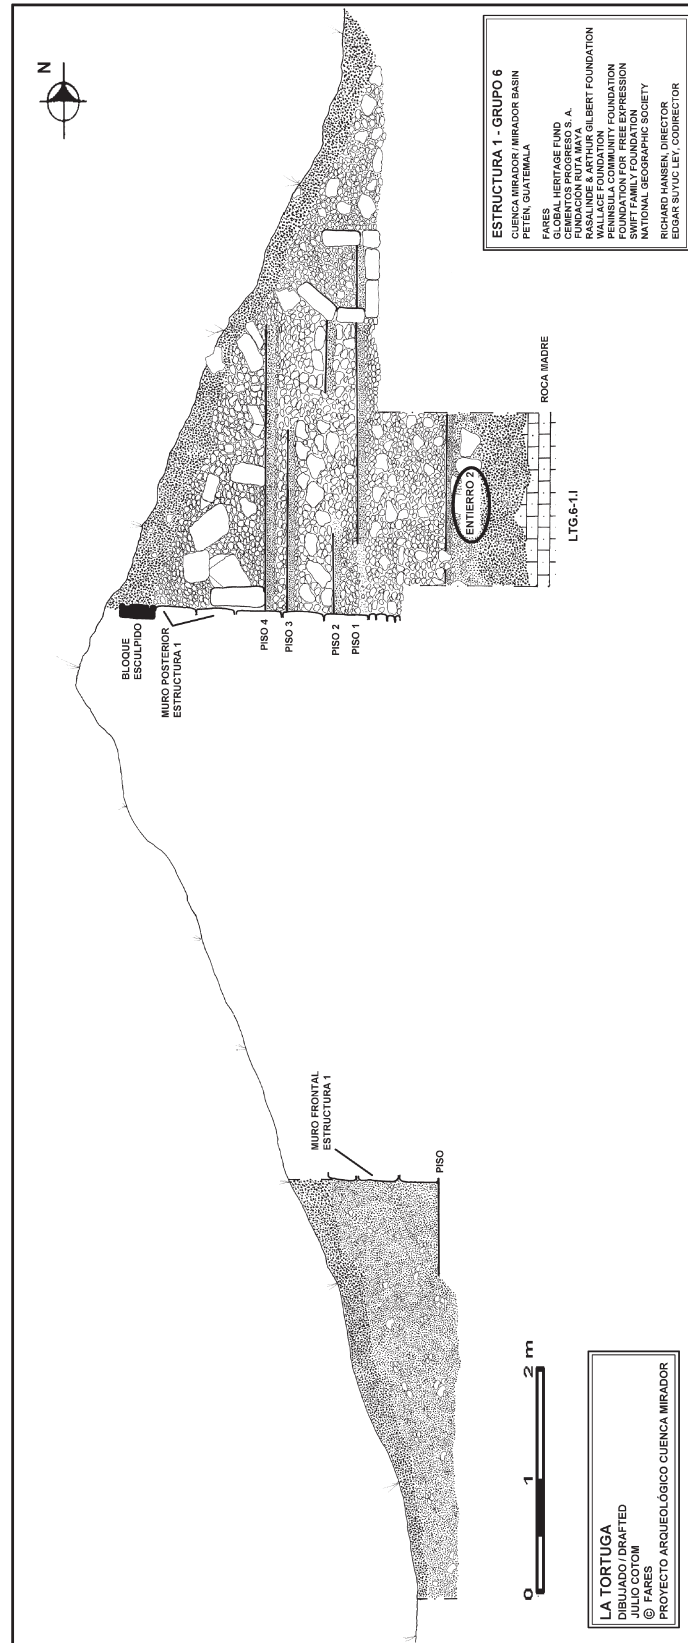 N
ESTRUCTURA 1 - GRUPO 6
CUENCA MIRADOR / MIRADOR BASIN
PETÉN, GUATEMALA
FARES
GLOBAL HERITAGE FUND
CEMENTOS PROGRESO S. A.
FUNDACIÓN RUTA MAYA
RASALINDE & ARTHUR GILBERT FOUNDATION
WALLACE FOUNDATION
PENINSULA COMMUNITY FOUNDATION
FOUNDATION FOR FREE EXPRESSION
SWIFT FAMILY FOUNDATION
NATIONAL GEOGRAPHIC SOCIETY
RICHARD HANSEN, DIRECTOR
EDGAR SUYUC LEY, CODIRECTOR
BLOQUE
ESCULPIDO
MURO POSTERIOR
ESTRUCTURA 1
PISO 4
PISO 3
PISO 2
PISO 1
ENTIERRO 2
ROCA MADRE
LTG.6-1.I
MURO FRONTAL
ESTRUCTURA 1
PISO
0 1 2 m
LA TORTUGA
DIBUJADO / DRAFTED
JULIO COTOM
© FARES
PROYECTO ARQUEOLÓGICO CUENCA MIRADOR